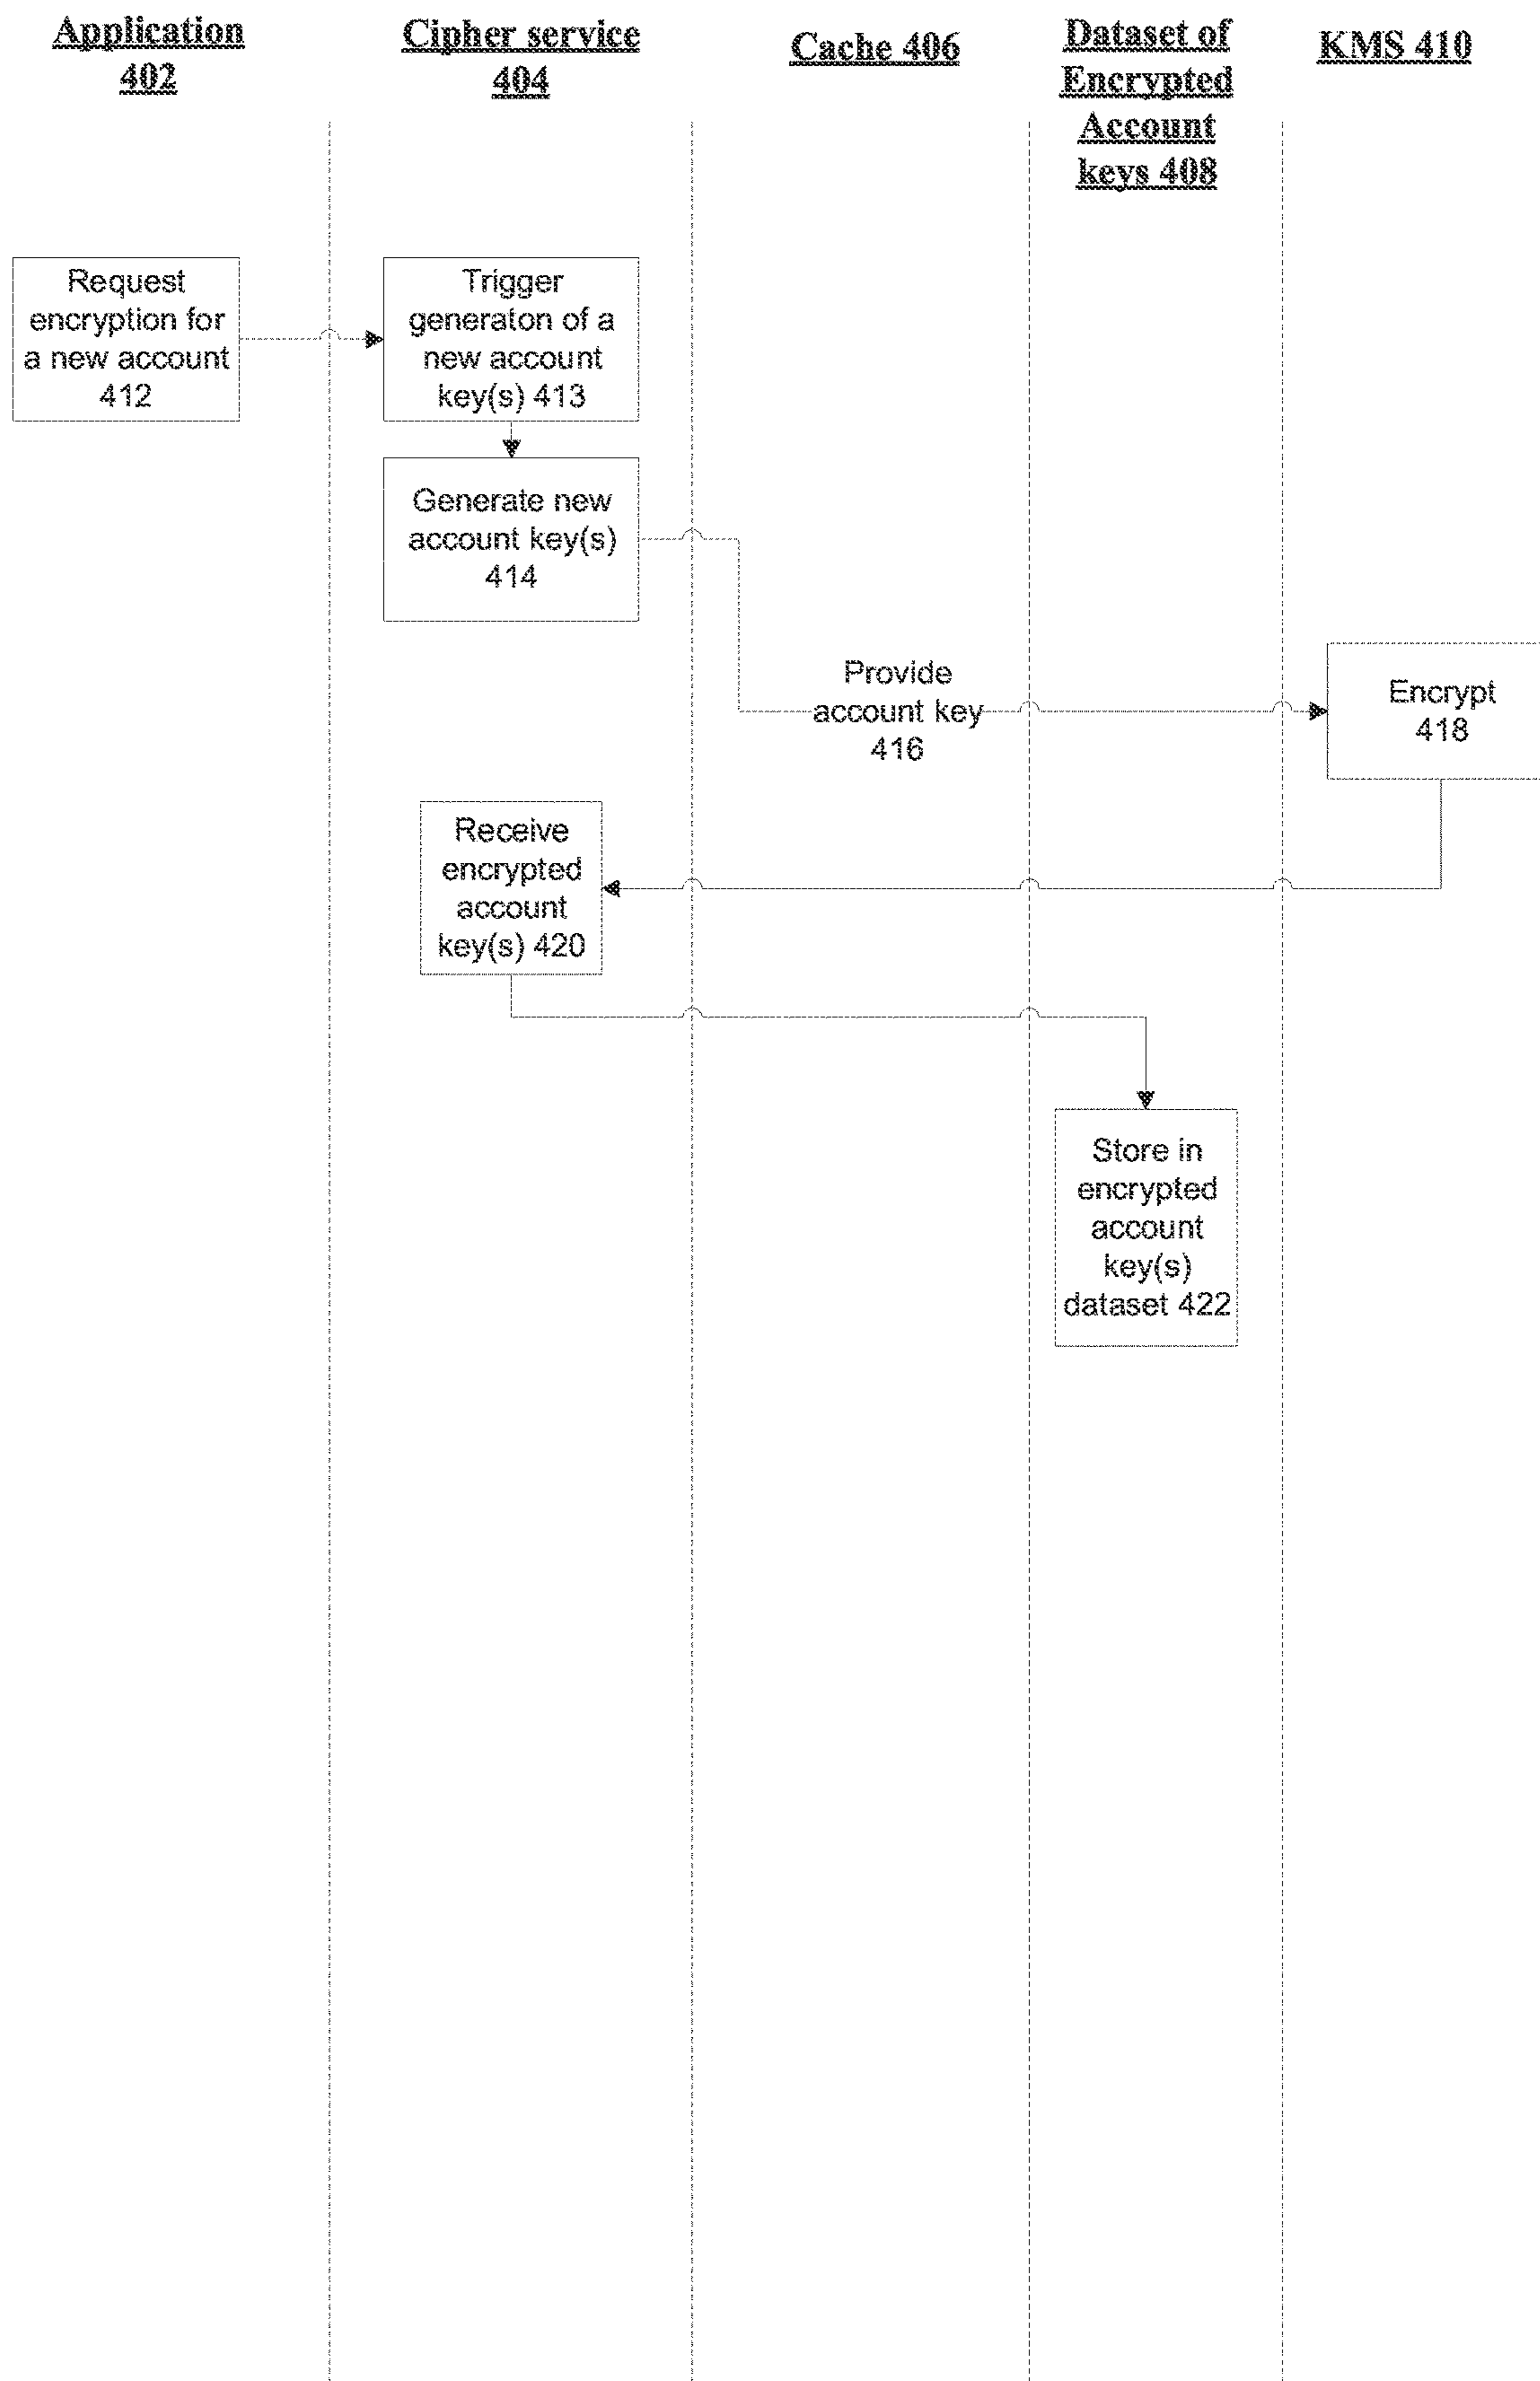 Application
402
Cipher service
404
Cache 406
Dataset of
Encrypted
Account
keys 408
KMS 410
Request
encryption for
a new account
412
Trigger
generaton of a
new account
key(s) 413
Generate new
account key(s)
414
Provide
account key
416
Encrypt
418
Receive
encrypted
account
key(s) 420
Store in
encrypted
account
key(s)
dataset 422